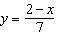 y = (2 − x)/7